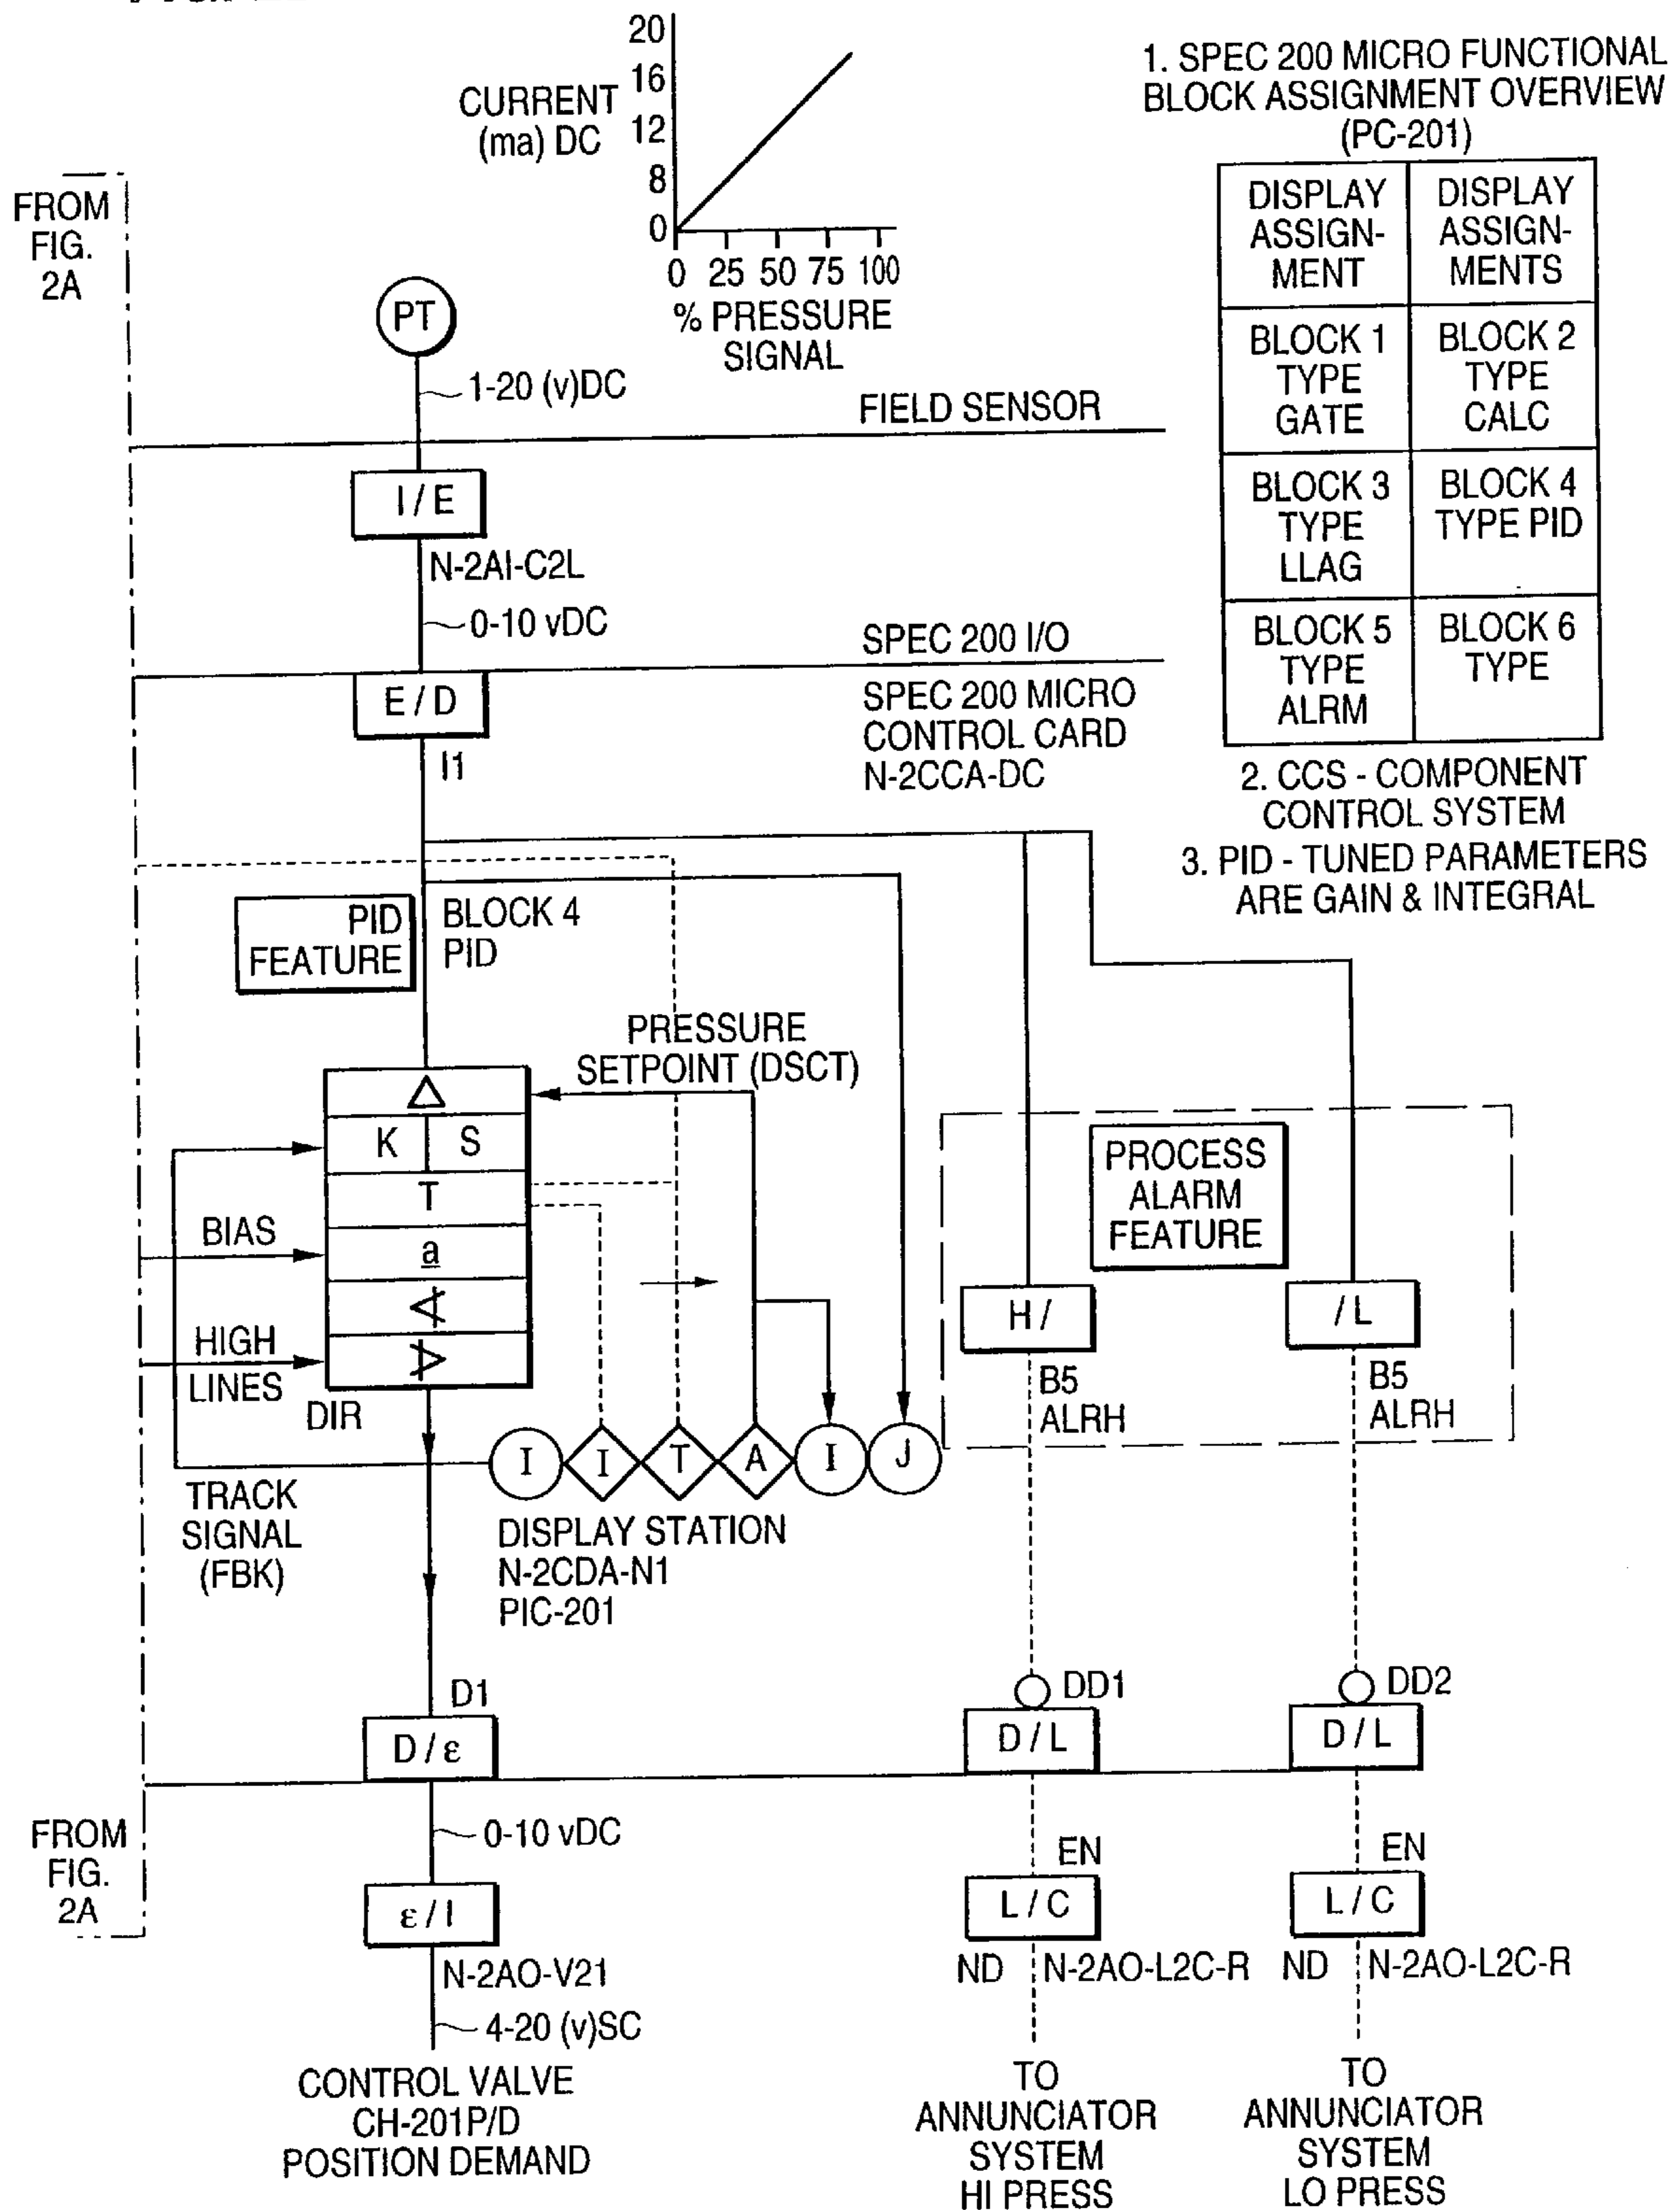 20
16
12
8
0
CURRENT
(ma) DC
0 25 50 75 100
% PRESSURE
SIGNAL
1. SPEC 200 MICRO FUNCTIONAL
BLOCK ASSIGNMENT OVERVIEW
(PC-201)
DISPLAY
ASSIGN-
MENT
DISPLAY
ASSIGN-
MENTS
BLOCK 1
TYPE
GATE
BLOCK 2
TYPE
CALC
BLOCK 3
TYPE
LLAG
BLOCK 4
TYPE PID
BLOCK 5
TYPE
ALRM
BLOCK 6
TYPE
2. CCS - COMPONENT
CONTROL SYSTEM
3. PID - TUNED PARAMETERS
ARE GAIN & INTEGRAL
FROM
FIG.
2A
PT
1-20 (v)DC
FIELD SENSOR
I / E
N-2AI-C2L
0-10 vDC
SPEC 200 I/O
E / D
SPEC 200 MICRO
CONTROL CARD
N-2CCA-DC
I1
PID
FEATURE
BLOCK 4
PID
PRESSURE
SETPOINT (DSCT)
Δ
K S
T
a
BIAS
HIGH
LINES
DIR
PROCESS
ALARM
FEATURE
H /
/ L
B5
ALRH
B5
ALRH
I I T A I J
TRACK
SIGNAL
(FBK)
DISPLAY STATION
N-2CDA-N1
PIC-201
D1
D / ε
DD1
D / L
DD2
D / L
FROM
FIG.
2A
0-10 vDC
ε / I
N-2AO-V21
4-20 (v)SC
CONTROL VALVE
CH-201P/D
POSITION DEMAND
EN
L / C
ND N-2AO-L2C-R
TO
ANNUNCIATOR
SYSTEM
HI PRESS
EN
L / C
ND N-2AO-L2C-R
TO
ANNUNCIATOR
SYSTEM
LO PRESS